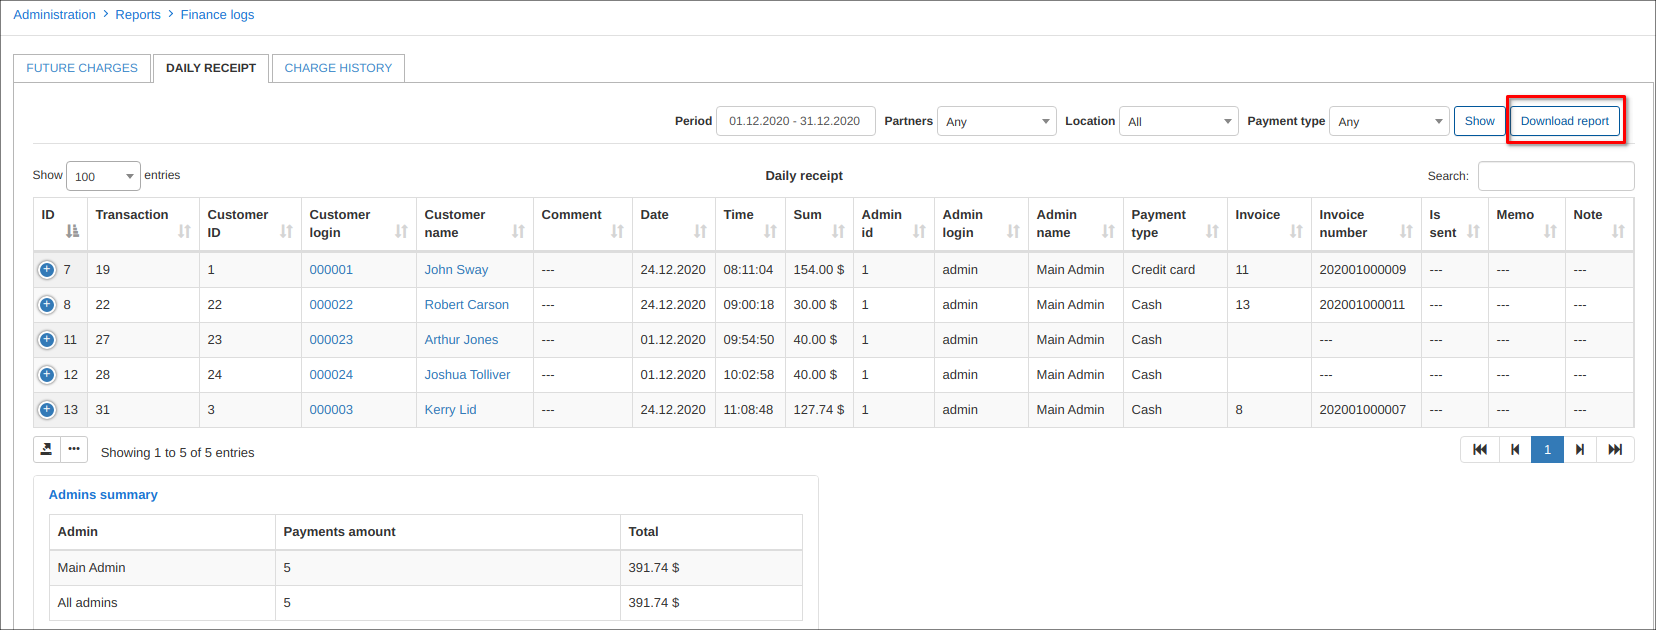 Administration > Reports > Finance logs
FUTURE CHARGES DAILY RECEIPT CHARGE HISTORY
Period 01.12.2020 - 31.12.2020 Partners Any Location All Payment type Any Show Download report
Show 100 entries Daily receipt Search:
ID Transaction Customer ID Customer login Customer name Comment Date Time Sum Admin id Admin login Admin name Payment type Invoice Invoice number Is sent Memo Note
7 19 1 000001 John Sway --- 24.12.2020 08:11:04 154.00 $ 1 admin Main Admin Credit card 11 202001000009 --- --- ---
8 22 22 000022 Robert Carson --- 24.12.2020 09:00:18 30.00 $ 1 admin Main Admin Cash 13 202001000011 --- --- ---
11 27 23 000023 Arthur Jones --- 01.12.2020 09:54:50 40.00 $ 1 admin Main Admin Cash --- --- --- ---
12 28 24 000024 Joshua Tolliver --- 01.12.2020 10:02:58 40.00 $ 1 admin Main Admin Cash --- --- --- ---
13 31 3 000003 Kerry Lid --- 24.12.2020 11:08:48 127.74 $ 1 admin Main Admin Cash 8 202001000007 --- --- ---
Showing 1 to 5 of 5 entries 1
Admins summary
Admin Payments amount Total
Main Admin 5 391.74 $
All admins 5 391.74 $